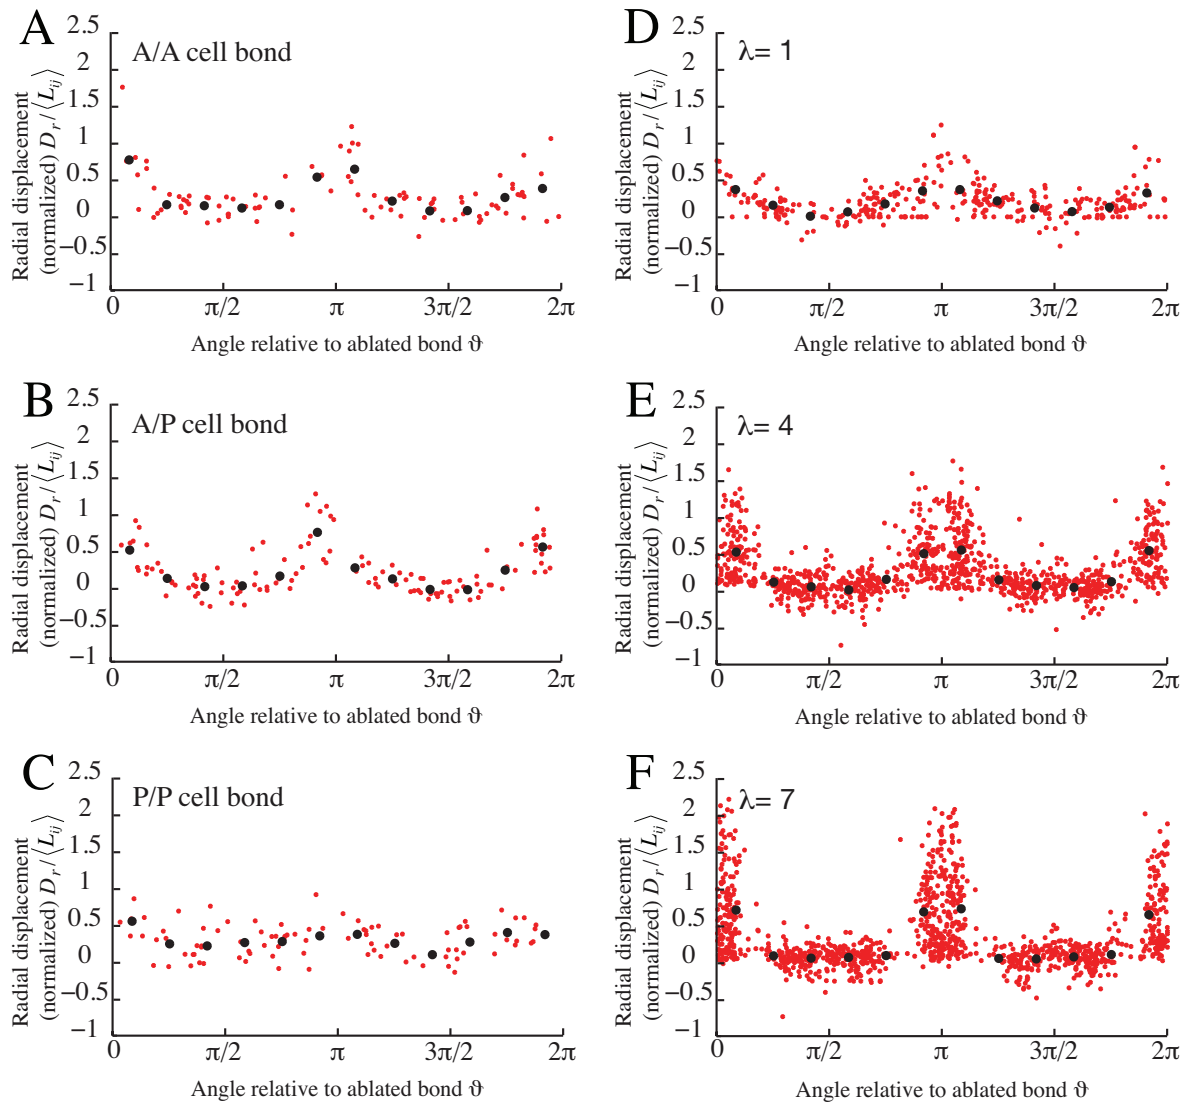 A
A/A cell bond
Radial displacement
(normalized) D_r/⟨L_ij⟩
2.5
2
1.5
1
0.5
0
−0.5
−1
0 π/2 π 3π/2 2π
Angle relative to ablated bond ϑ
B
A/P cell bond
Radial displacement
(normalized) D_r/⟨L_ij⟩
2.5
2
1.5
1
0.5
0
−0.5
−1
0 π/2 π 3π/2 2π
Angle relative to ablated bond ϑ
C
P/P cell bond
Radial displacement
(normalized) D_r/⟨L_ij⟩
2.5
2
1.5
1
0.5
0
−0.5
−1
0 π/2 π 3π/2 2π
Angle relative to ablated bond ϑ
D
λ= 1
Radial displacement
(normalized) D_r/⟨L_ij⟩
2.5
2
1.5
1
0.5
0
−0.5
−1
0 π/2 π 3π/2 2π
Angle relative to ablated bond ϑ
E
λ= 4
Radial displacement
(normalized) D_r/⟨L_ij⟩
2.5
2
1.5
1
0.5
0
−0.5
−1
0 π/2 π 3π/2 2π
Angle relative to ablated bond ϑ
F
λ= 7
Radial displacement
(normalized) D_r/⟨L_ij⟩
2.5
2
1.5
1
0.5
0
−0.5
−1
0 π/2 π 3π/2 2π
Angle relative to ablated bond ϑ